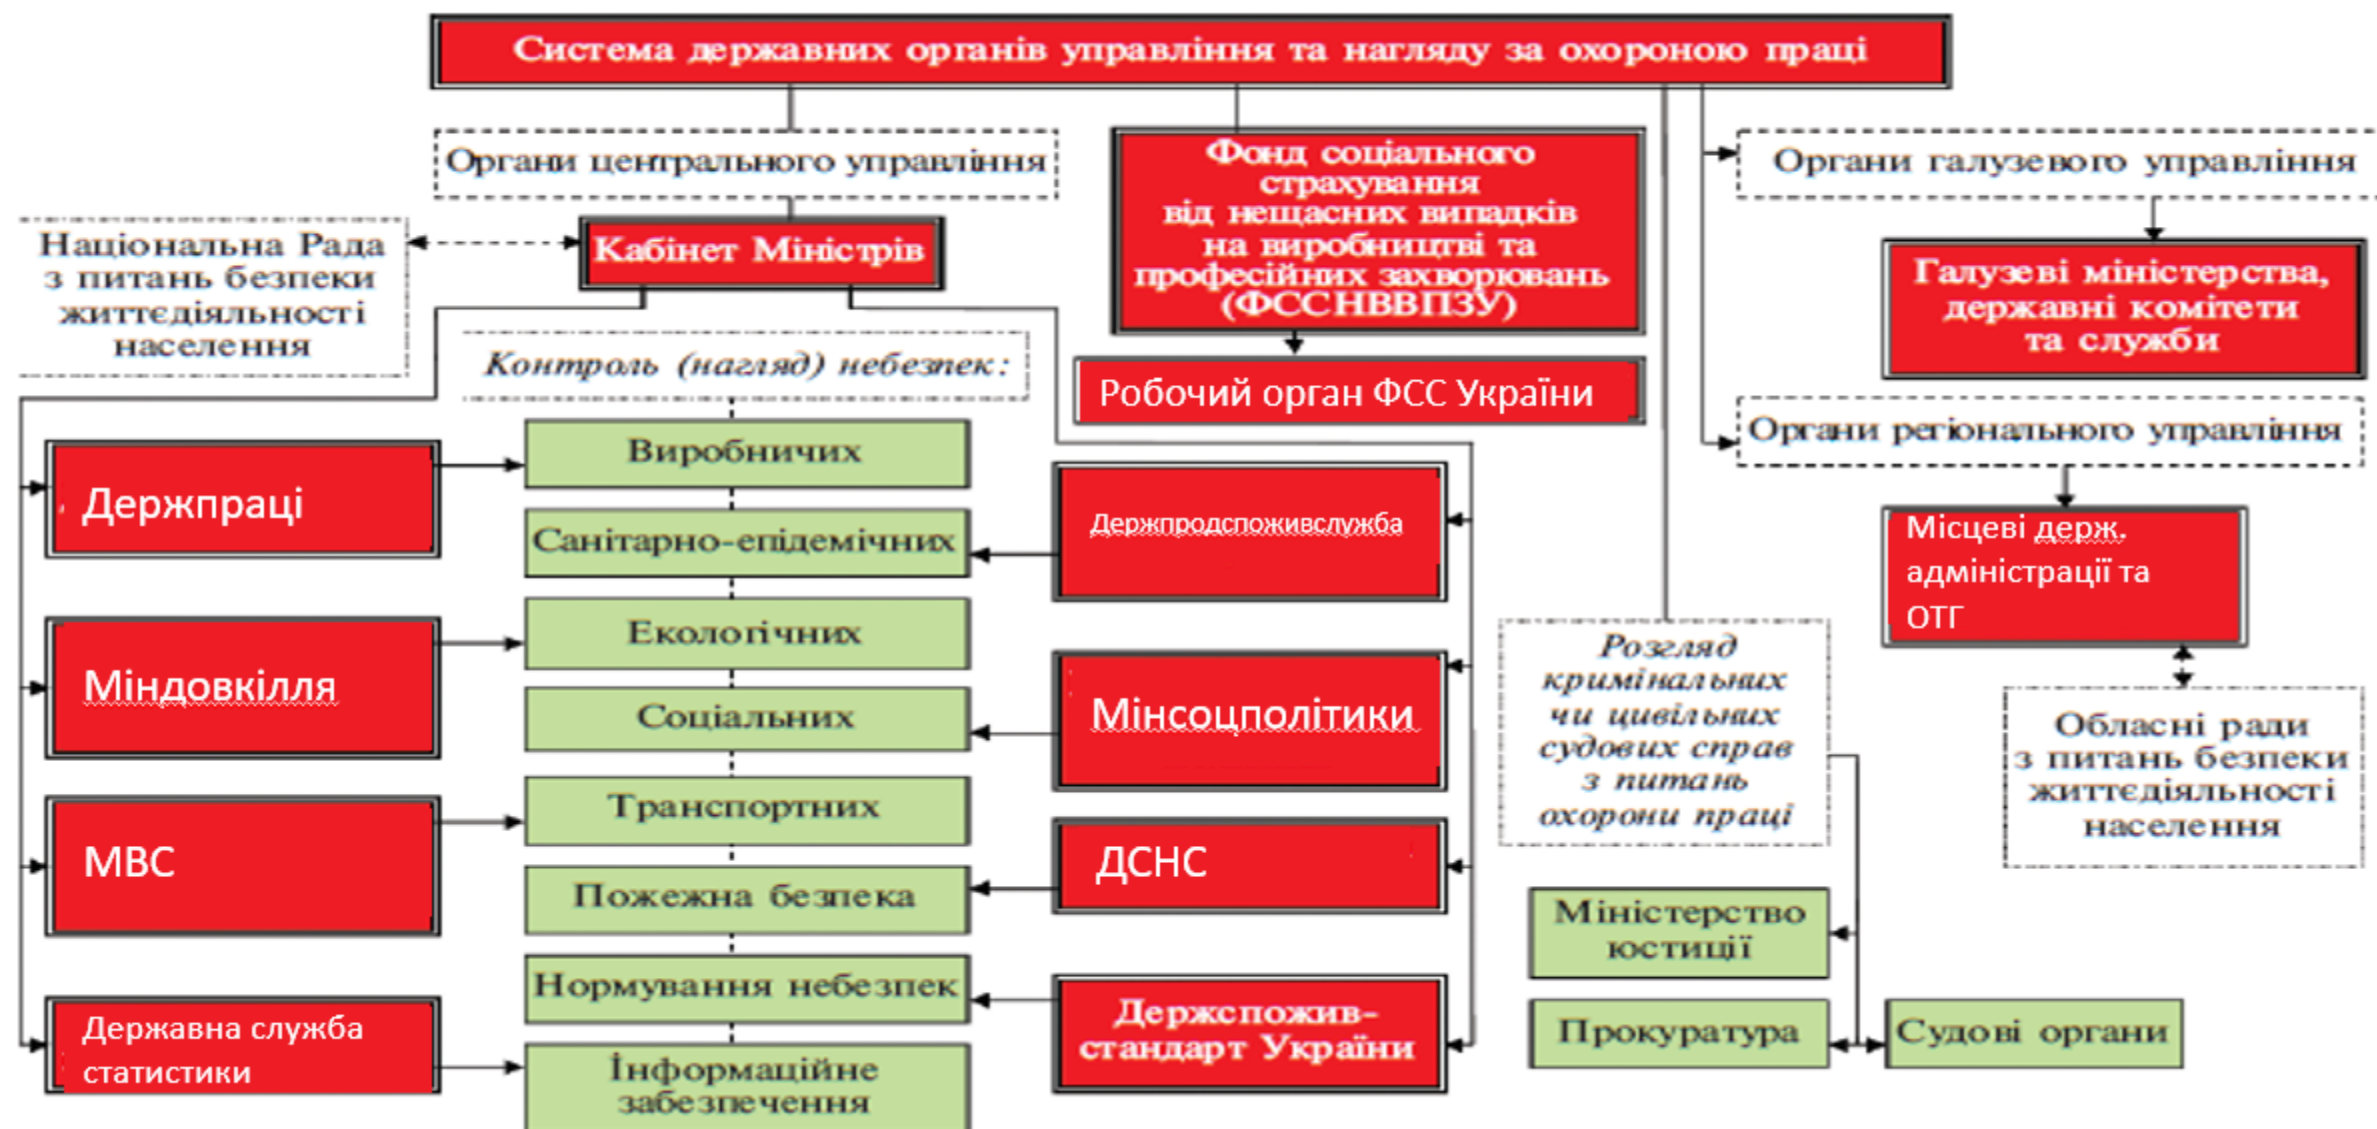 Система державних органів управління та нагляду за охороною праці
Органи центрального управління
Фонд соціального
страхування
від нещасних випадків
на виробництві та
професійних захворювань
(ФССНВВПЗУ)
Органи галузевого управління
Національна Рада
з питань безпеки
життєдіяльності
населення
Кабінет Міністрів
Галузеві міністерства,
державні комітети
та служби
Контроль (нагляд) небезпек:
Робочий орган ФСС України
Органи регіонального управління
Держпраці
Виробничих
Санітарно-епідемічних
Держпродспоживслужба
Місцеві держ.
адміністрації та
ОТГ
Міндовкілля
Екологічних
Соціальних
Мінсоцполітики
Розгляд
кримінальних
чи цивільних
судових справ
з питань
охорони праці
Обласні ради
з питань безпеки
життєдіяльності
населення
МВС
Транспортних
Пожежна безпека
ДСНС
Міністерство
юстиції
Нормування небезпек
Держспожив-
стандарт України
Прокуратура
Судові органи
Державна служба
статистики
Інформаційне
забезпечення